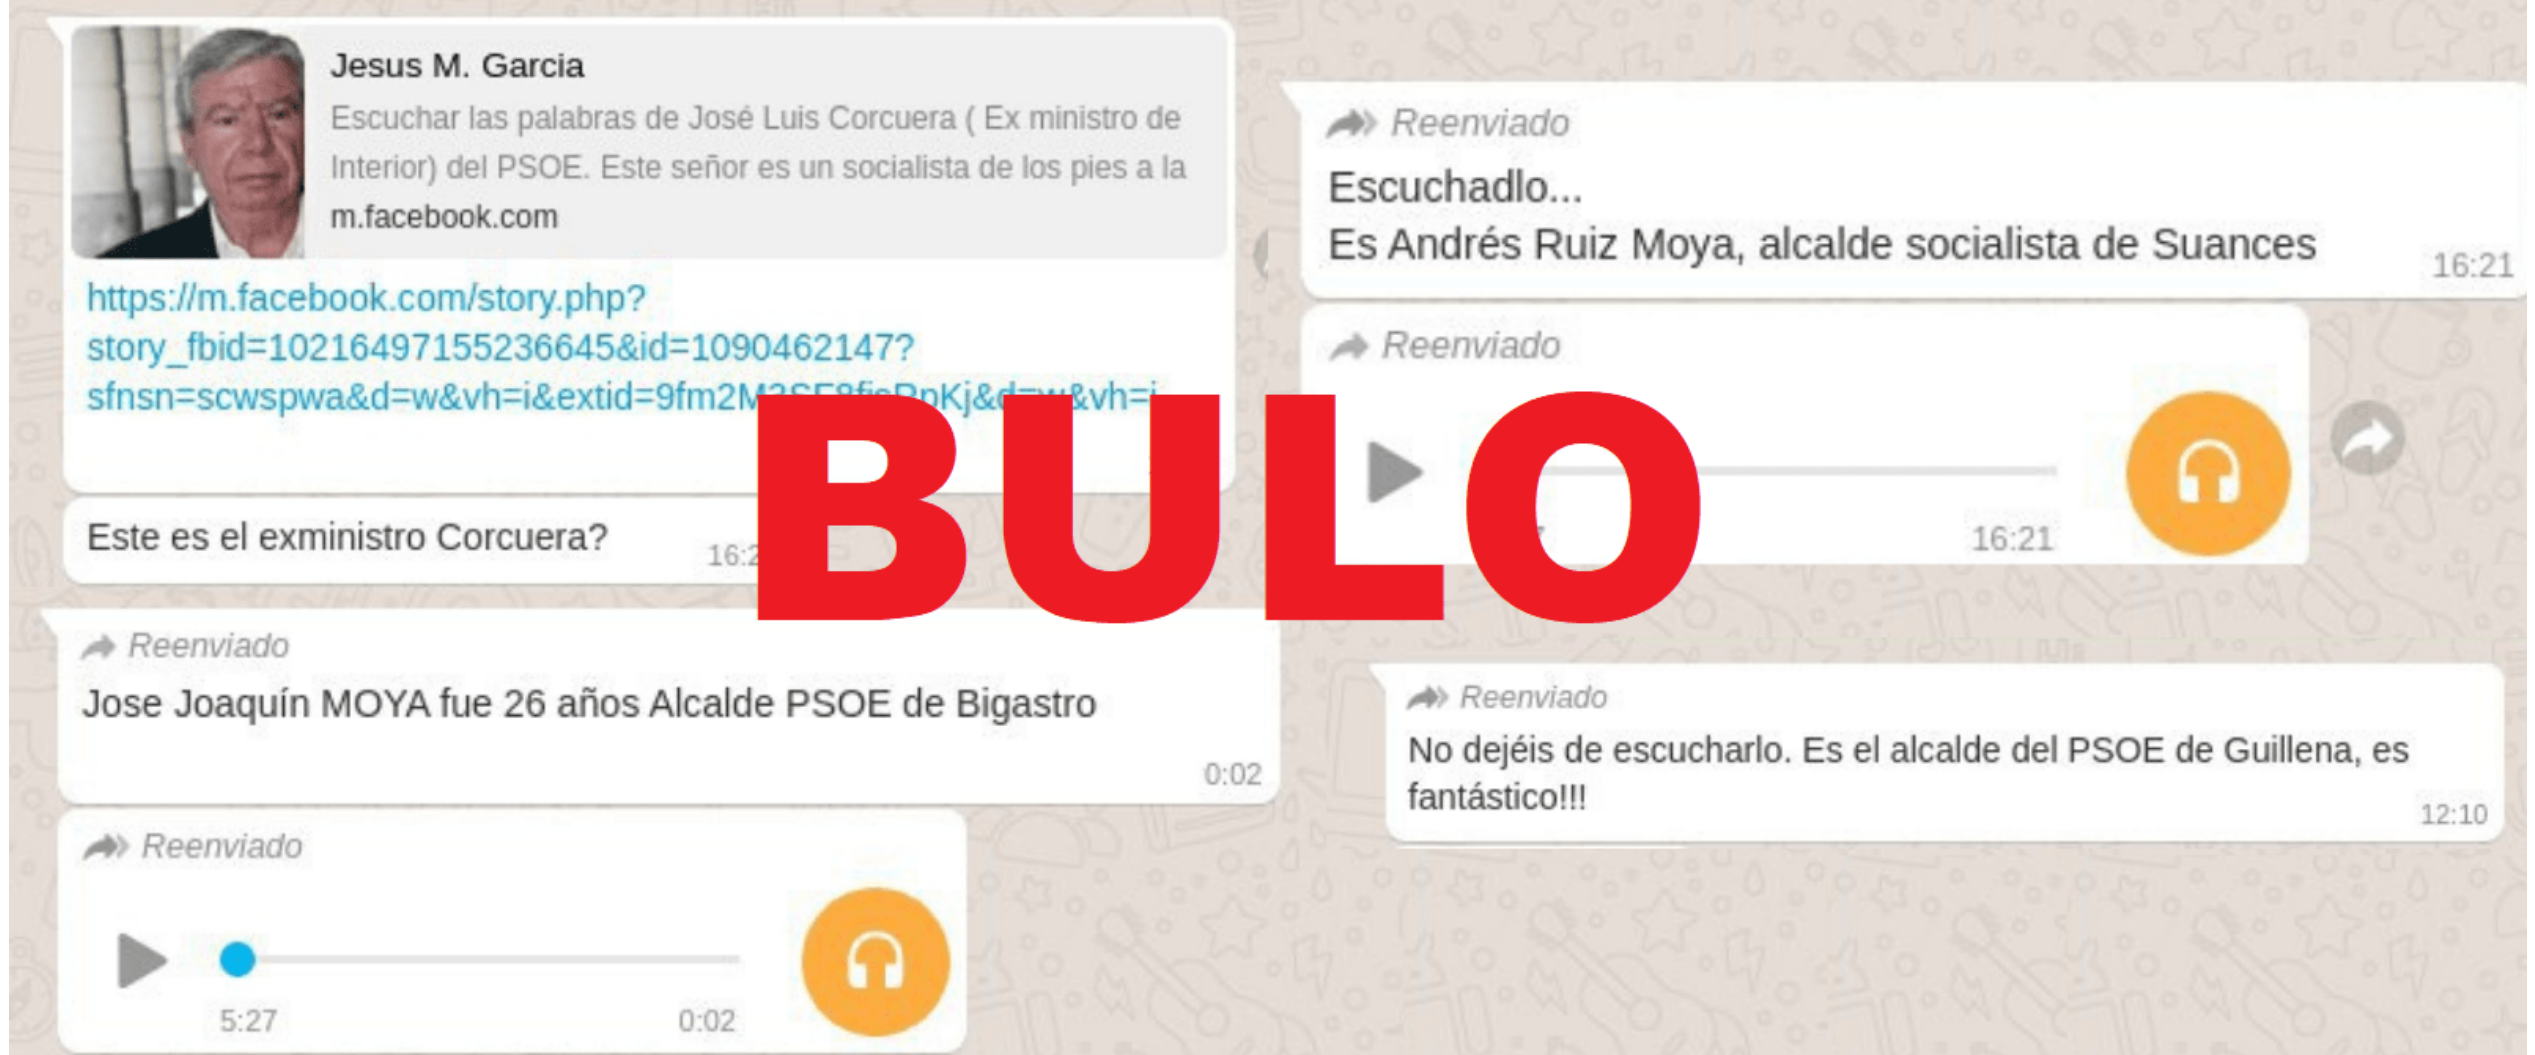 Jesus M. Garcia
Escuchar las palabras de José Luis Corcuera ( Ex ministro de
Interior) del PSOE. Este señor es un socialista de los pies a la
m.facebook.com
https://m.facebook.com/story.php?
story_fbid=10216497155236645&id=1090462147?
Este es el exministro Corcuera?
Reenviado
Jose Joaquín MOYA fue 26 años Alcalde PSOE de Bigastro
0:02
Reenviado
5:27
0:02
Reenviado
Escuchadlo...
Es Andrés Ruiz Moya, alcalde socialista de Suances
16:21
Reenviado
16:21
BULO
Reenviado
No dejéis de escucharlo. Es el alcalde del PSOE de Guillena, es
fantástico!!!
12:10